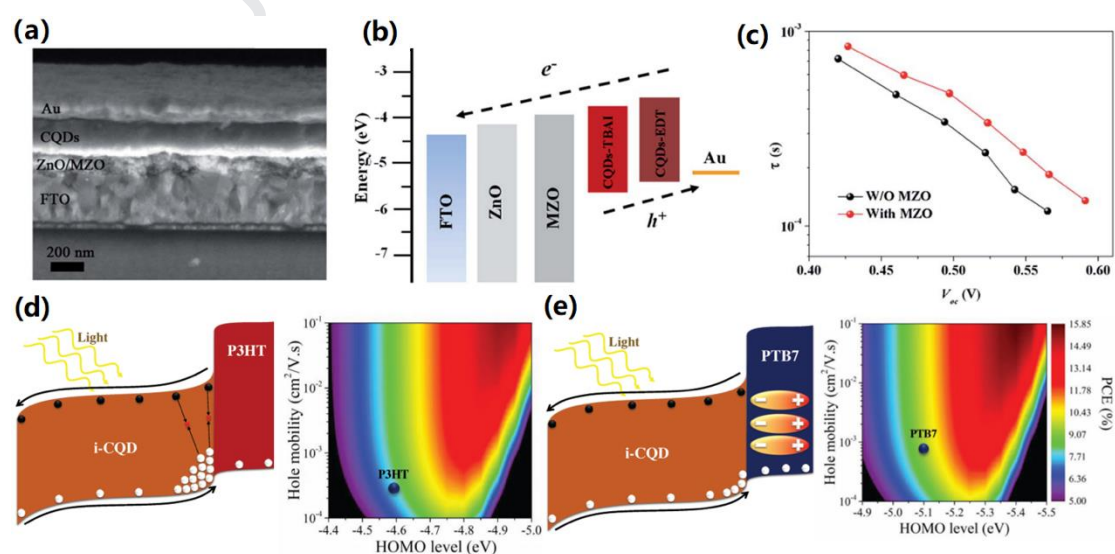 (a)
Au
CQDs
ZnO/MZO
FTO
200 nm
(b)
Energy (eV)
-3
-4
-5
-6
-7
e-
h+
FTO
ZnO
MZO
CQDs-TBAI
CQDs-EDT
Au
(c)
τ (s)
10-3
10-4
W/O MZO
With MZO
0.40 0.45 0.50 0.55 0.60
Voc (V)
(d)
Light
P3HT
i-CQD
Hole mobility (cm2/V.s)
10-1
10-2
10-3
10-4
P3HT
-4.4 -4.5 -4.6 -4.7 -4.8 -4.9 -5.0
HOMO level (eV)
(e)
Light
PTB7
− +
− +
− +
i-CQD
Hole mobility (cm2/V.s)
10-1
10-2
10-3
10-4
PTB7
-4.9 -5.0 -5.1 -5.2 -5.3 -5.4 -5.5
HOMO level (eV)
15.85
14.50
13.14
11.78
10.43
9.07
7.71
6.36
5.00
PCE (%)